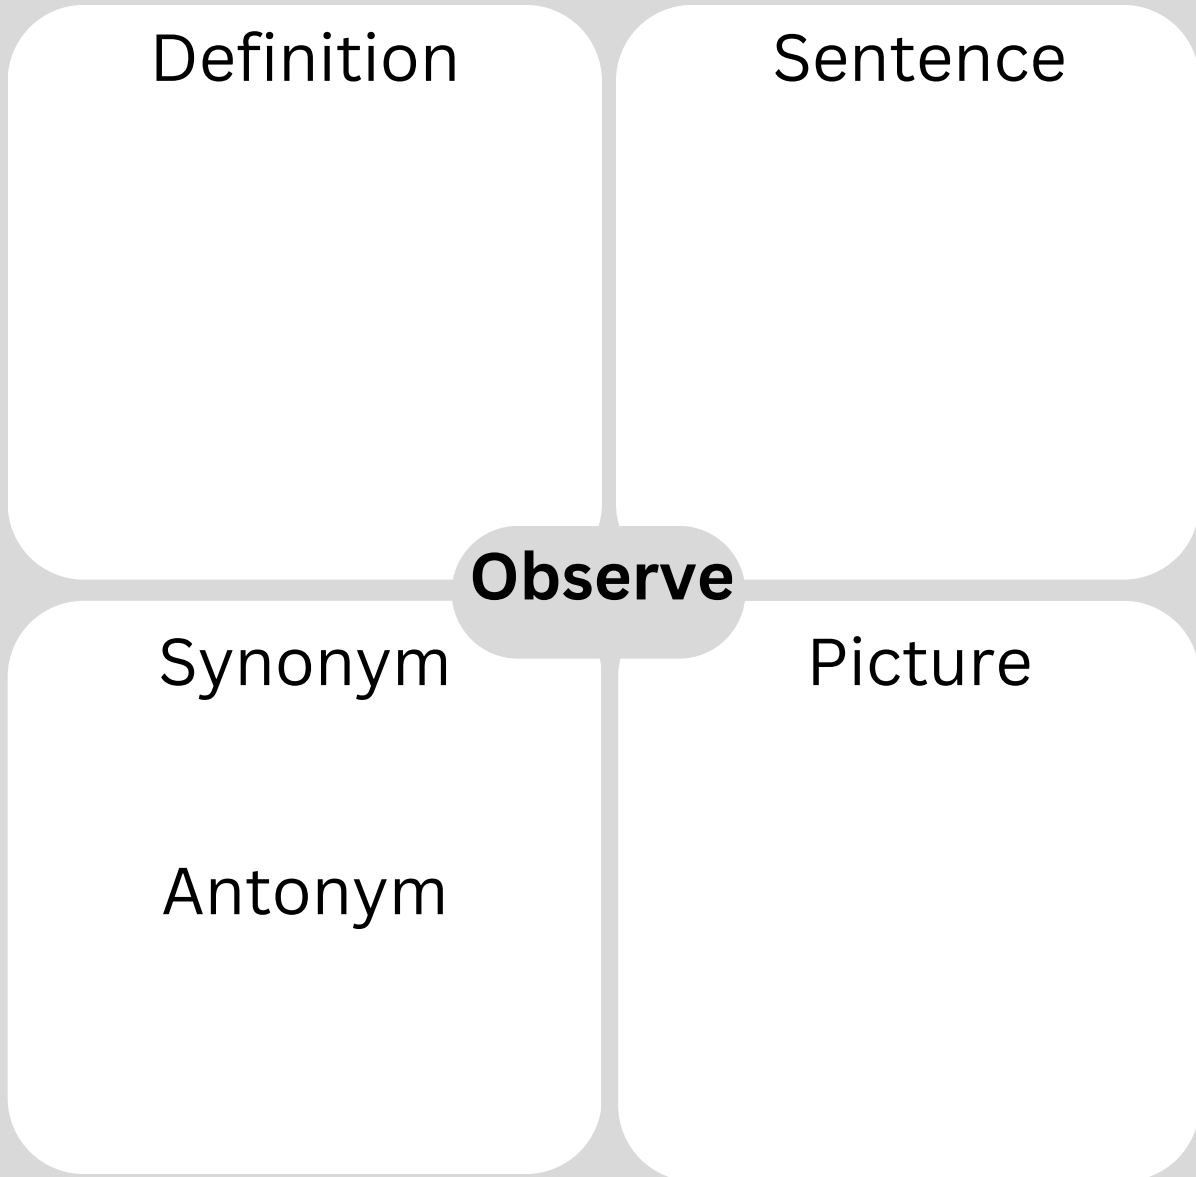 Definition
Sentence
Observe
Synonym
Picture
Antonym